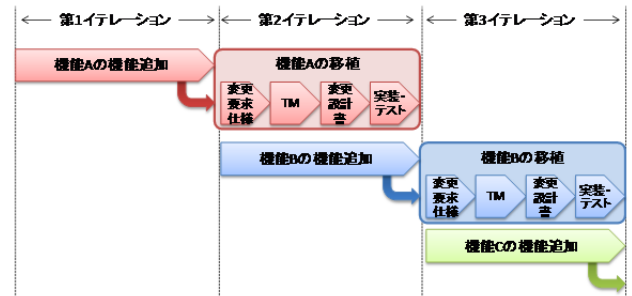 第1イテレーション
第2イテレーション
第3イテレーション
機能Aの機能追加
機能Aの移植
変更
要求
仕様
TM
変更
設計
書
実装-
テスト
機能Bの機能追加
機能Bの移植
変更
要求
仕様
TM
変更
設計
書
実装-
テスト
機能Cの機能追加